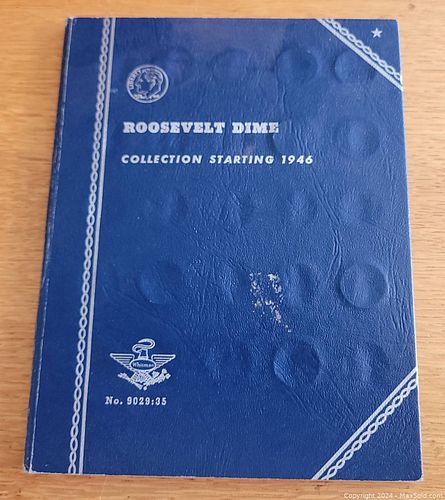 ROOSEVELT DIME
COLLECTION STARTING 1946
Whitman
No. 9029:35
Copyright 2024 - MaxSold.com